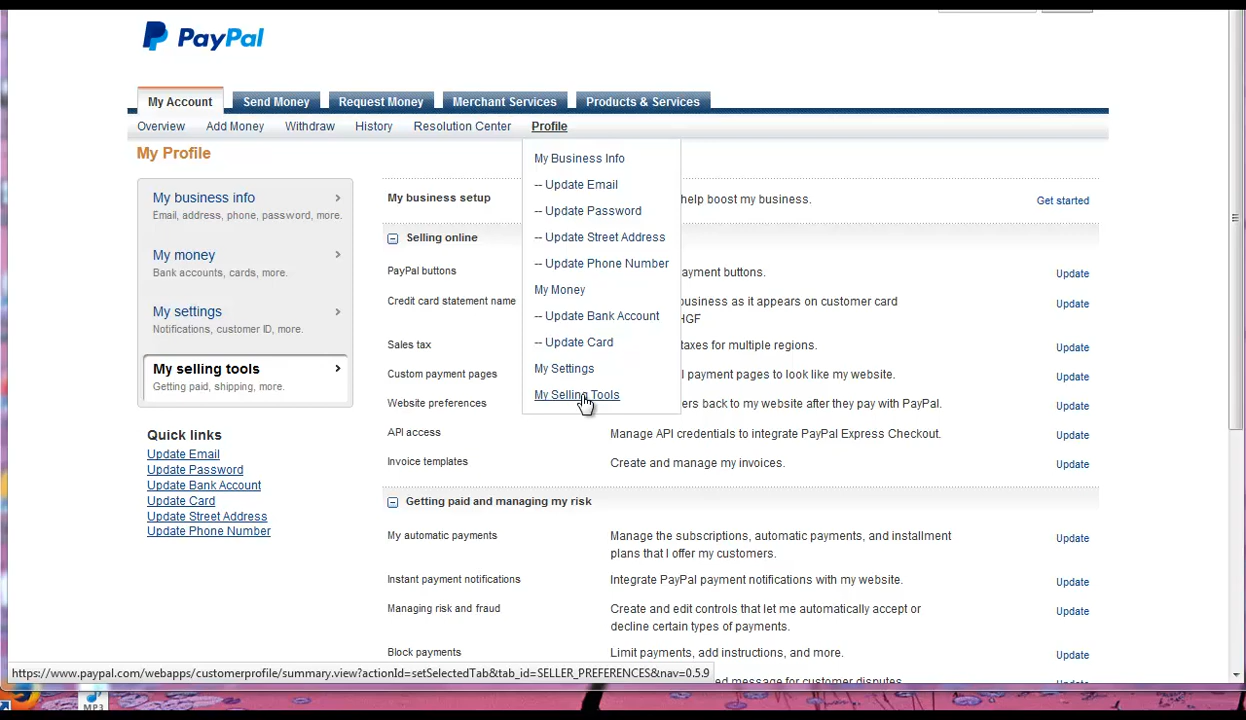 PayPal
My Account Send Money Request Money Merchant Services Products & Services
Overview Add Money Withdraw History Resolution Center Profile
My Profile
My business info
Email, address, phone, password, more.
My money
Bank accounts, cards, more.
My settings
Notifications, customer ID, more.
My selling tools
Getting paid, shipping, more.
Quick links
Update Email
Update Password
Update Bank Account
Update Card
Update Street Address
Update Phone Number
My Business Info
-- Update Email
-- Update Password
-- Update Street Address
-- Update Phone Number
My Money
-- Update Bank Account
-- Update Card
My Settings
My Selling Tools
My business setup help boost my business. Get started
Selling online
PayPal buttons ayment buttons. Update
Credit card statement name business as it appears on customer card Update
HGF
Sales tax taxes for multiple regions. Update
Custom payment pages payment pages to look like my website. Update
Website preferences ers back to my website after they pay with PayPal. Update
API access Manage API credentials to integrate PayPal Express Checkout. Update
Invoice templates Create and manage my invoices. Update
Getting paid and managing my risk
My automatic payments Manage the subscriptions, automatic payments, and installment Update
plans that I offer my customers.
Instant payment notifications Integrate PayPal payment notifications with my website. Update
Managing risk and fraud Create and edit controls that let me automatically accept or Update
decline certain types of payments.
Block payments Limit payments, add instructions, and more. Update
ed message for customer disputes. Update
https://www.paypal.com/webapps/customerprofile/summary.view?actionId=setSelectedTab&tab_id=SELLER_PREFERENCES&nav=0.5.9
MP3